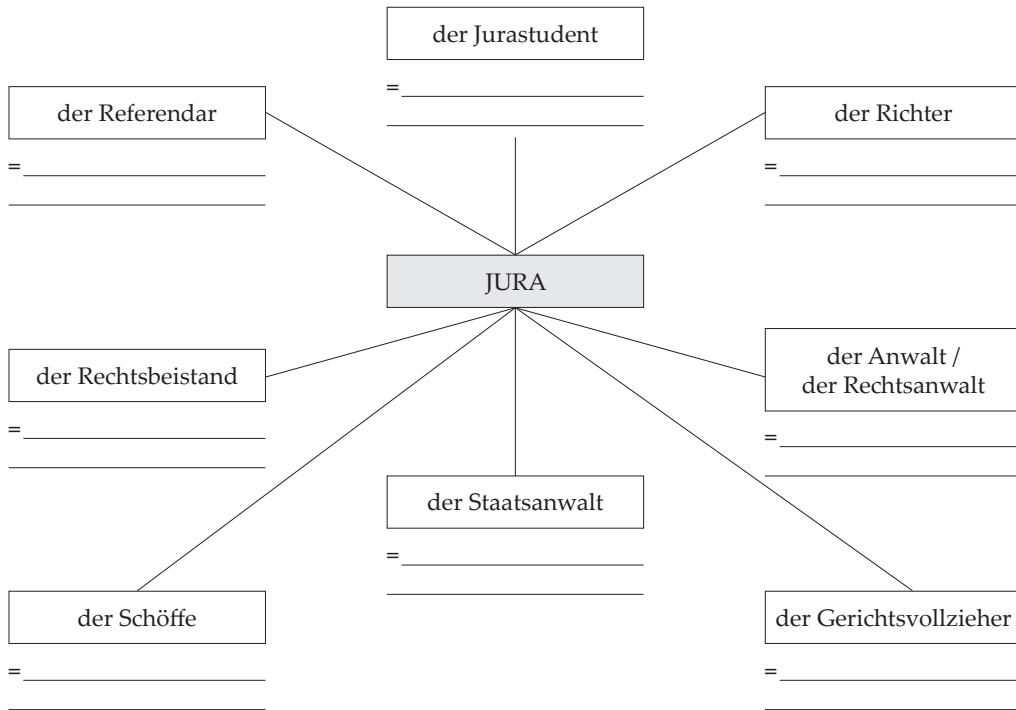 der Jurastudent
=
der Referendar
=
der Richter
=
JURA
der Rechtsbeistand
=
der Anwalt /
der Rechtsanwalt
=
der Staatsanwalt
=
der Schöffe
=
der Gerichtsvollzieher
=